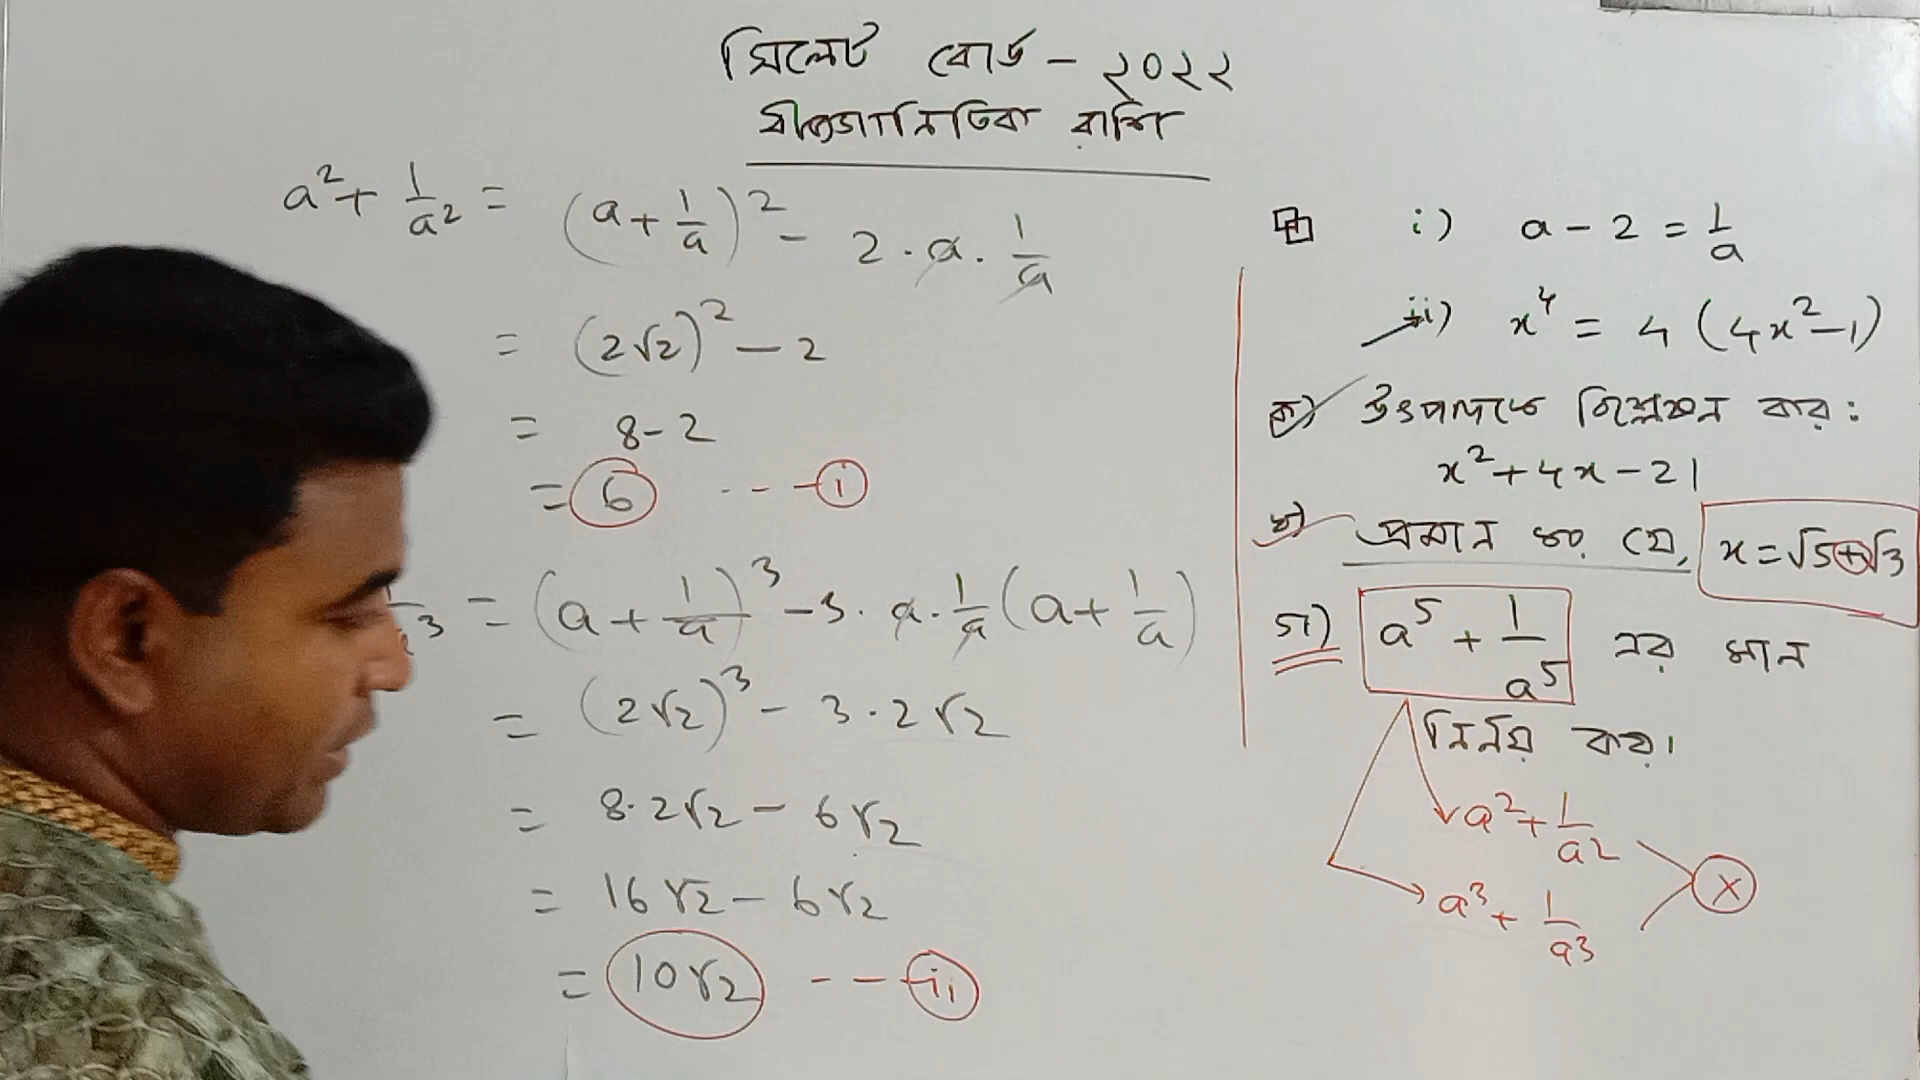 সিলেট বোর্ড - ২০২২
বীজগানিতিক রাশি
a² + 1/a² = (a + 1/a)² - 2 · a · 1/a
= (2√2)² - 2
= 8 - 2
= 6 --- i
3 = (a + 1/a)³ - 3 · a · 1/a (a + 1/a)
= (2√2)³ - 3 · 2√2
= 8 · 2√2 - 6√2
= 16√2 - 6√2
= 10√2 --- ii
i) a - 2 = 1/a
ii) x⁴ = 4 (4x² - 1)
ক) উৎপাদকে বিশ্লেষন কর:
x² + 4x - 21
খ) প্রমান কর যে, x = √5 + √3
গ) a⁵ + 1/a⁵ এর মান
নির্নয় কর।
a² + 1/a²
a³ + 1/a³
×